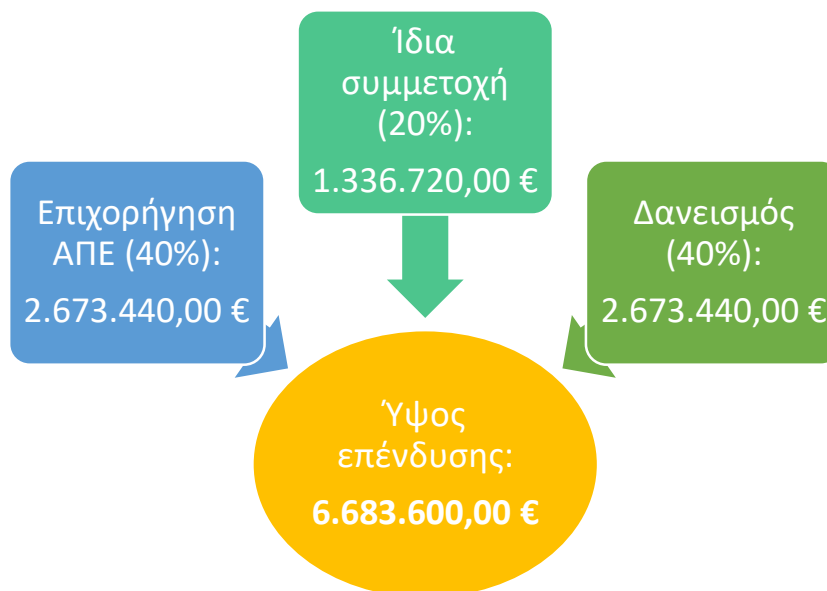 Ίδια
συμμετοχή
(20%):
1.336.720,00 €
Επιχορήγηση
ΑΠΕ (40%):
2.673.440,00 €
Δανεισμός
(40%):
2.673.440,00 €
Ύψος
επένδυσης:
6.683.600,00 €